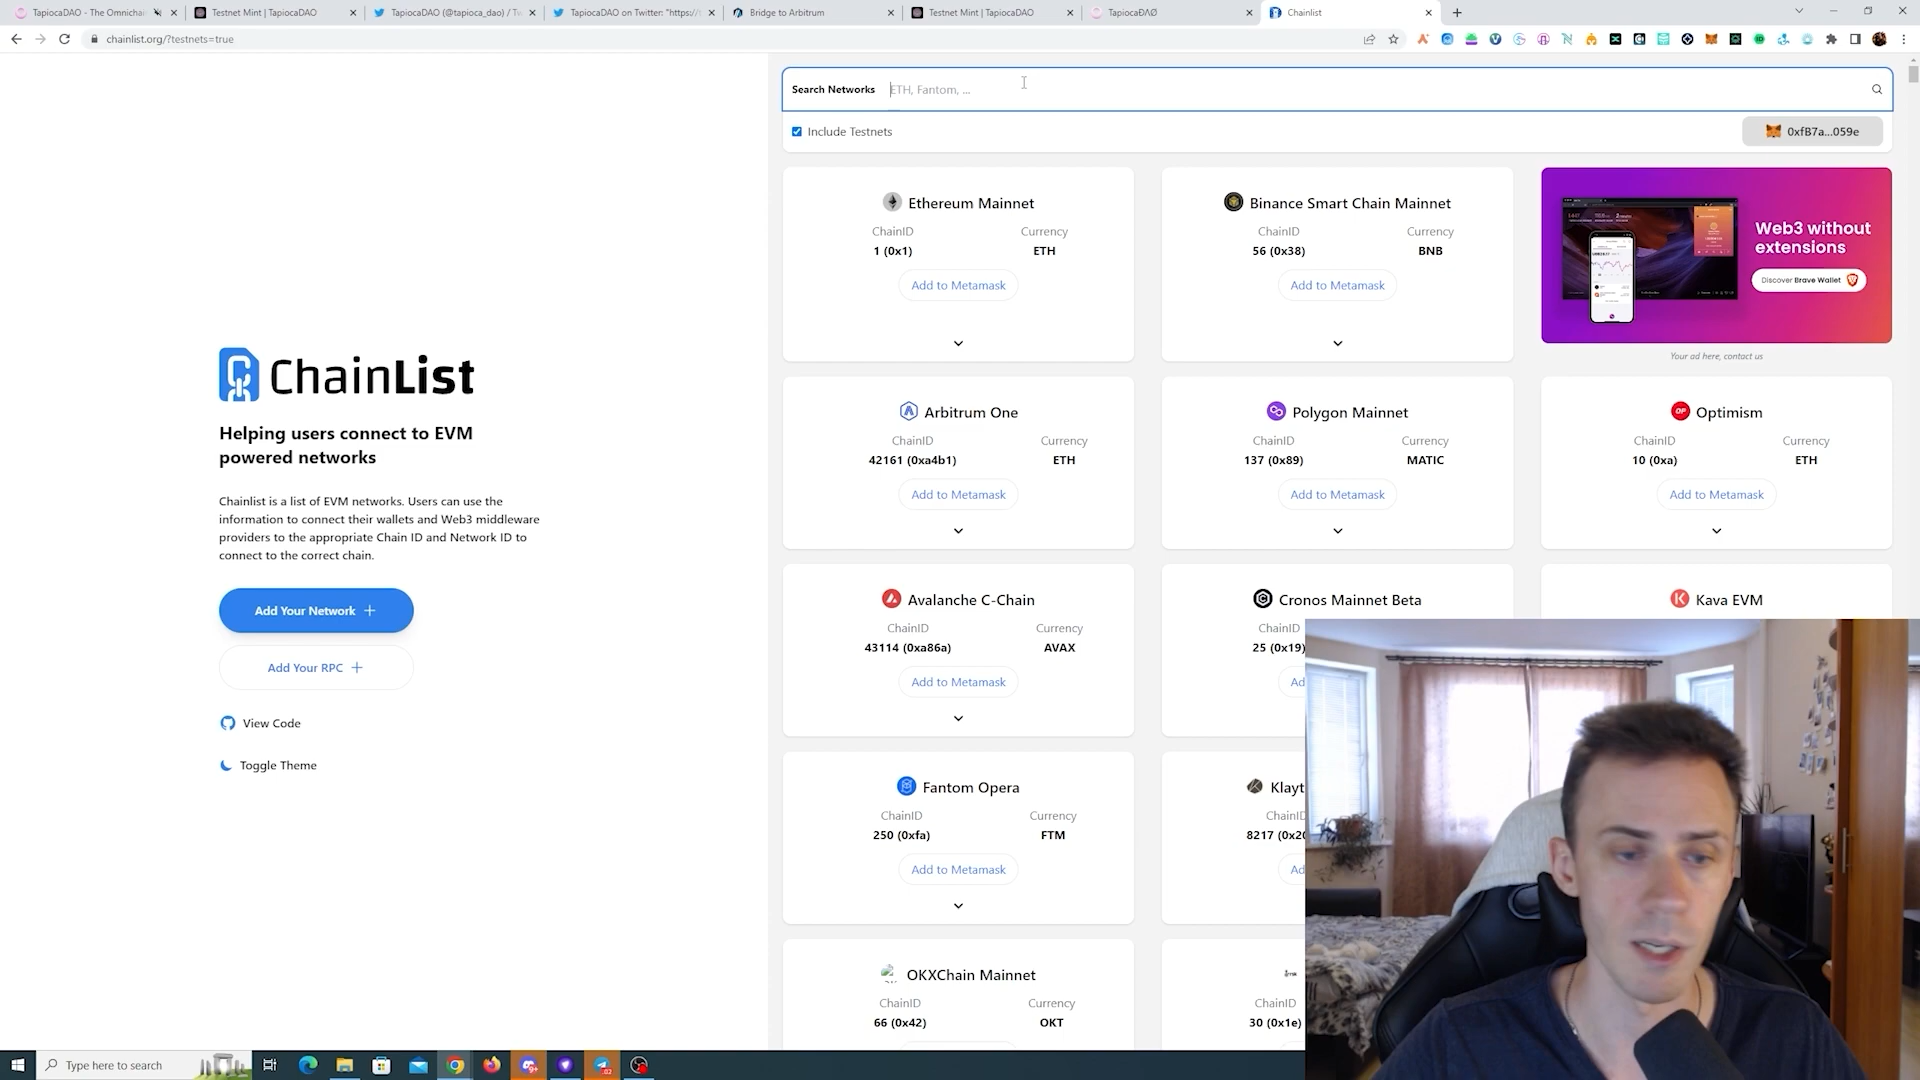 TapiocaDAO - The Omnichai
Testnet Mint | TapiocaDAO
TapiocaDAO (@tapioca_dao) / Tw
TapiocaDAO on Twitter: "https://t
Bridge to Arbitrum
Testnet Mint | TapiocaDAO
TapiocaĐΛØ
Chainlist
chainlist.org/?testnets=true
Search Networks
ETH, Fantom, ...
Include Testnets
0xfB7a...059e
Ethereum Mainnet
ChainID
Currency
1 (0x1)
ETH
Add to Metamask
Binance Smart Chain Mainnet
ChainID
Currency
56 (0x38)
BNB
Add to Metamask
Web3 without
extensions
Discover Brave Wallet
Your ad here, contact us
Arbitrum One
ChainID
Currency
42161 (0xa4b1)
ETH
Add to Metamask
Polygon Mainnet
ChainID
Currency
137 (0x89)
MATIC
Add to Metamask
OP
Optimism
ChainID
Currency
10 (0xa)
ETH
Add to Metamask
ChainList
Helping users connect to EVM
powered networks
Chainlist is a list of EVM networks. Users can use the
information to connect their wallets and Web3 middleware
providers to the appropriate Chain ID and Network ID to
connect to the correct chain.
Add Your Network
Add Your RPC
View Code
Toggle Theme
Avalanche C-Chain
ChainID
Currency
43114 (0xa86a)
AVAX
Add to Metamask
Cronos Mainnet Beta
ChainID
25 (0x19)
Ad
Kava EVM
Fantom Opera
ChainID
Currency
250 (0xfa)
FTM
Add to Metamask
Klayt
ChainID
8217 (0x20
Ad
OKXChain Mainnet
ChainID
Currency
66 (0x42)
OKT
ChainID
30 (0x1e)
Type here to search